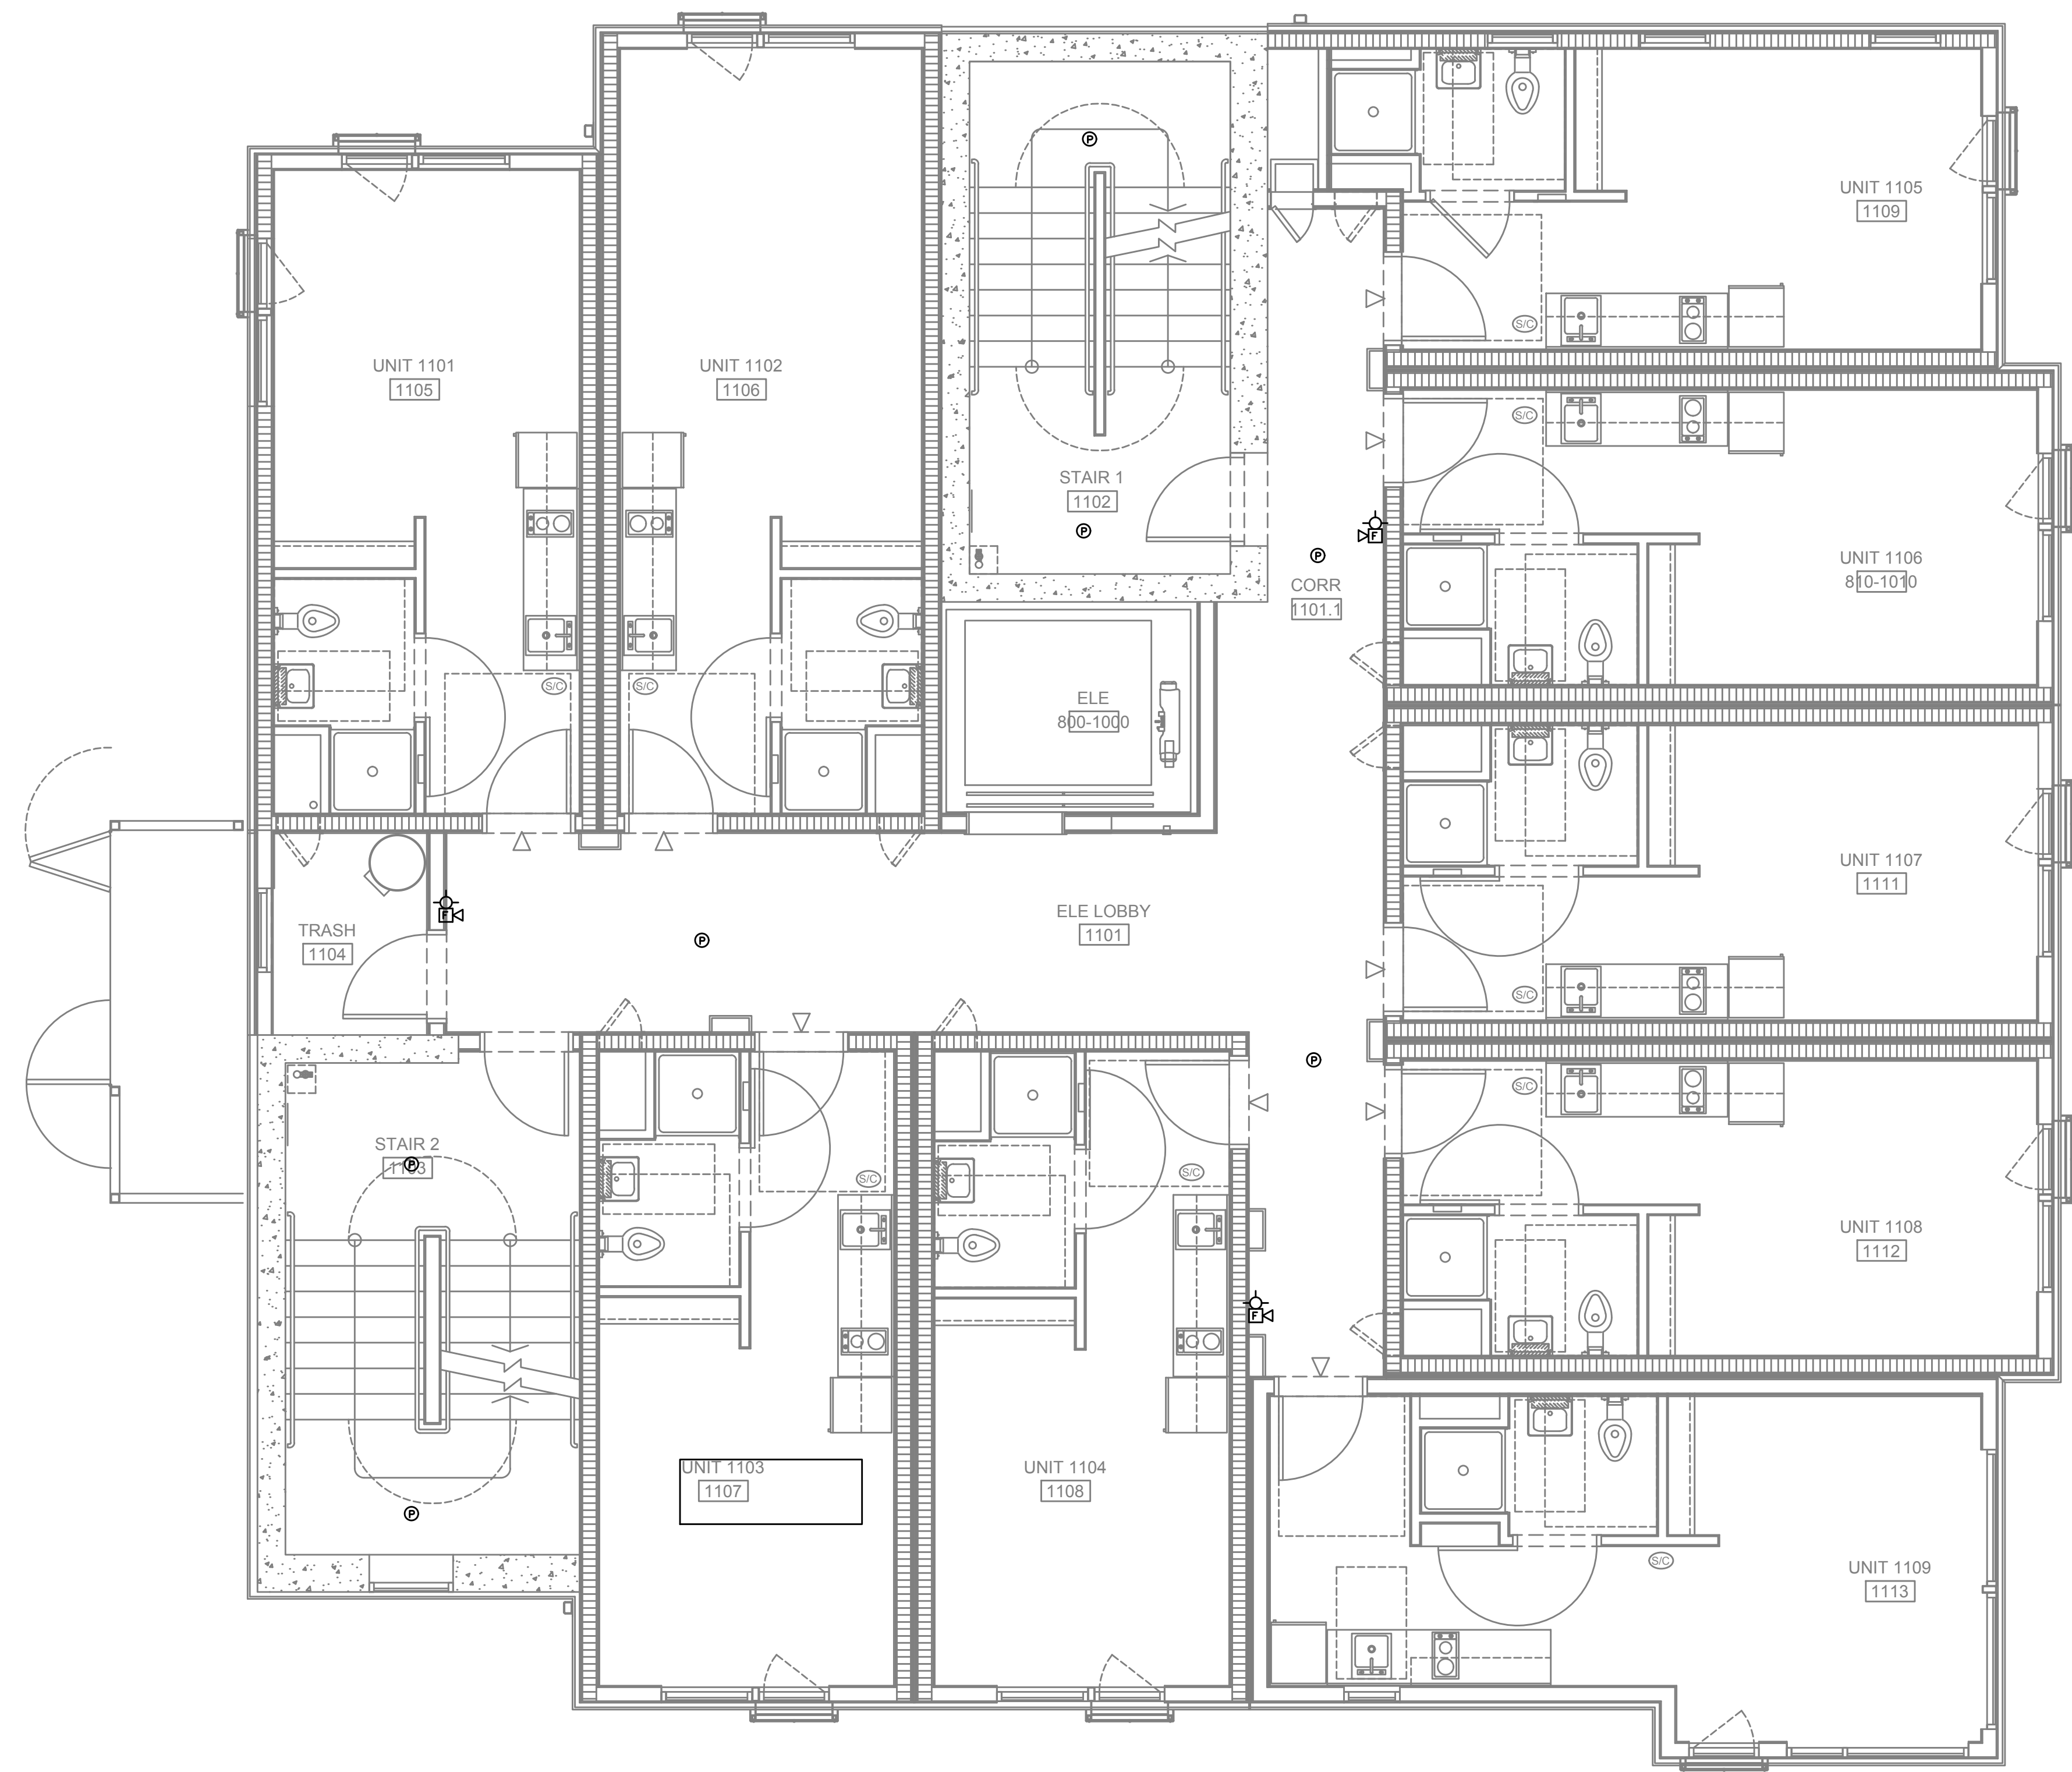 UNIT 1105
1109
UNIT 1101
1105
UNIT 1102
1106
S/C
S/C
STAIR 1
1102
P
P
F
P
CORR
1101.1
UNIT 1106
810-1010
S/C
S/C
ELE
800-1000
UNIT 1107
1111
ELE LOBBY
1101
TRASH
1104
F
P
S/C
P
S/C
STAIR 2
1103
P
S/C
S/C
UNIT 1108
1112
F
UNIT 1103
1107
UNIT 1104
1108
P
S/C
UNIT 1109
1113